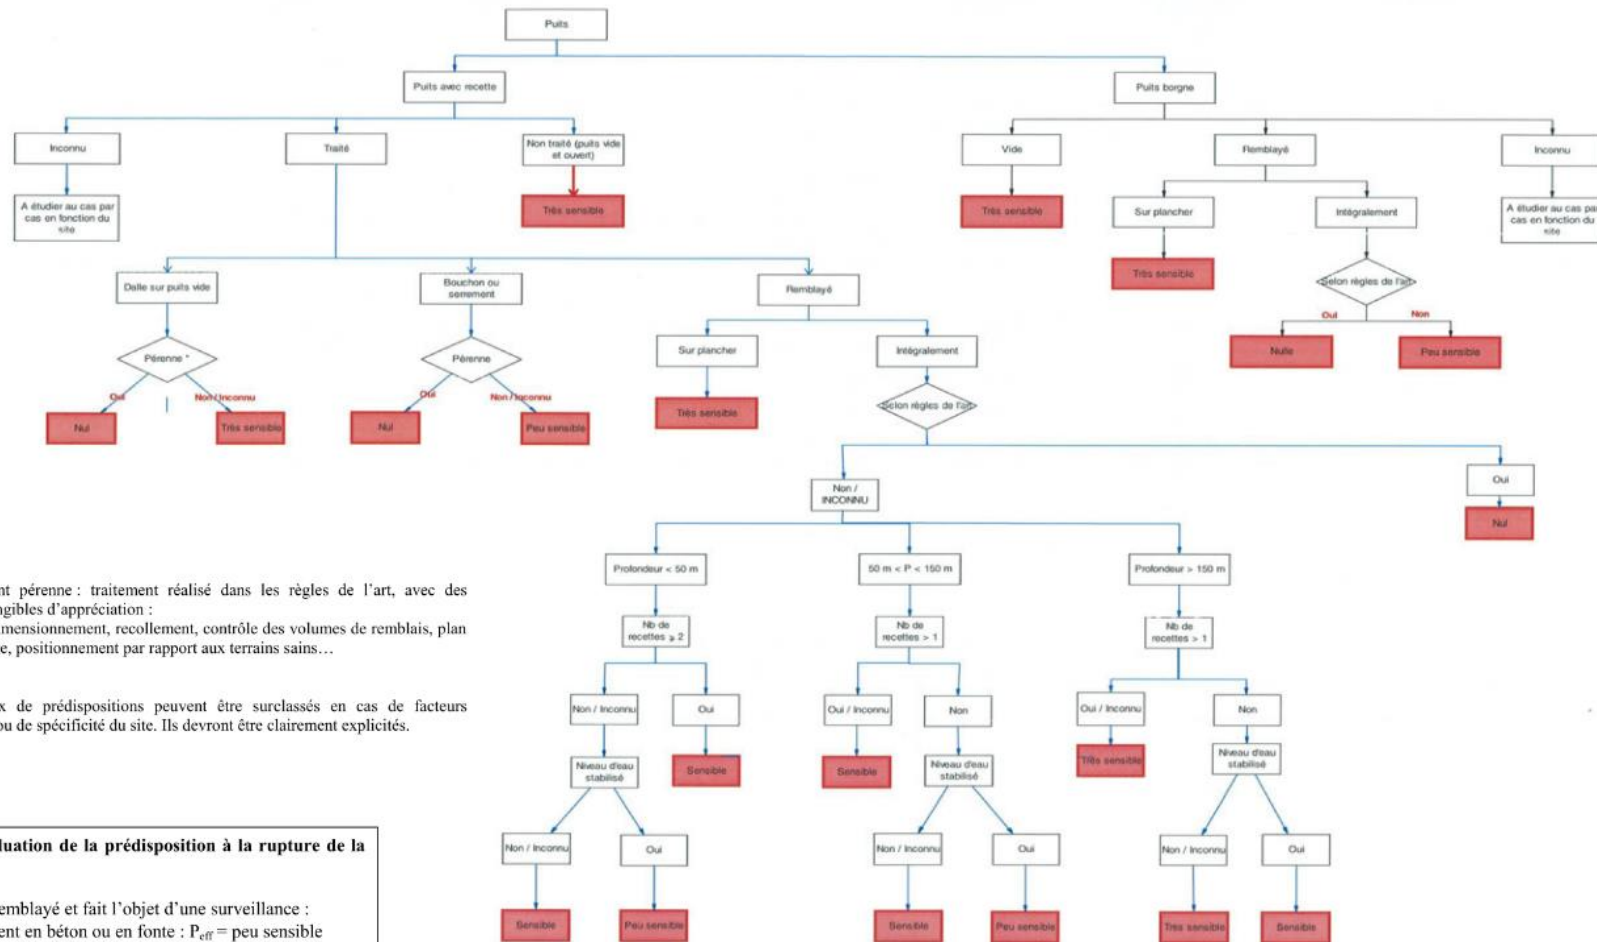 Puits
Puits avec recette
Puits borgne
Inconnu
Traité
Non traité (puits vide
et ouvert)
Vide
Remblayé
Inconnu
A étudier au cas par
cas en fonction du
site
Très sensible
Très sensible
Sur plancher
Intégralement
A étudier au cas par
cas en fonction du
site
Dalle sur puits vide
Bouchon ou
serrement
Remblayé
Très sensible
Selon règles de l'art
Oui
Non
Pérenne *
Pérenne
Sur plancher
Intégralement
Nulle
Peu sensible
Oui
Non / Inconnu
Oui
Non / Inconnu
Nul
Très sensible
Nul
Peu sensible
Très sensible
Selon règles de l'art
Non /
INCONNU
Oui
Nul
Profondeur < 50 m
50 m < P < 150 m
Profondeur > 150 m
Nb de
recettes ⩾ 2
Nb de
recettes > 1
Nb de
recettes > 1
Non / Inconnu
Oui
Oui / Inconnu
Non
Oui / Inconnu
Non
Niveau d'eau
stabilisé
Sensible
Sensible
Niveau d'eau
stabilisé
Très sensible
Niveau d'eau
stabilisé
Non / Inconnu
Oui
Non / Inconnu
Oui
Non / Inconnu
Oui
Sensible
Peu sensible
Sensible
Peu sensible
Très sensible
Sensible
nt pérenne : traitement réalisé dans les règles de l'art, avec des
ngibles d'appréciation :
mensionnement, recollement, contrôle des volumes de remblais, plan
e, positionnement par rapport aux terrains sains…
x de prédispositions peuvent être surclassés en cas de facteurs
ou de spécificité du site. Ils devront être clairement explicités.
luation de la prédisposition à la rupture de la
emblayé et fait l'objet d'une surveillance :
ent en béton ou en fonte : Peff = peu sensible